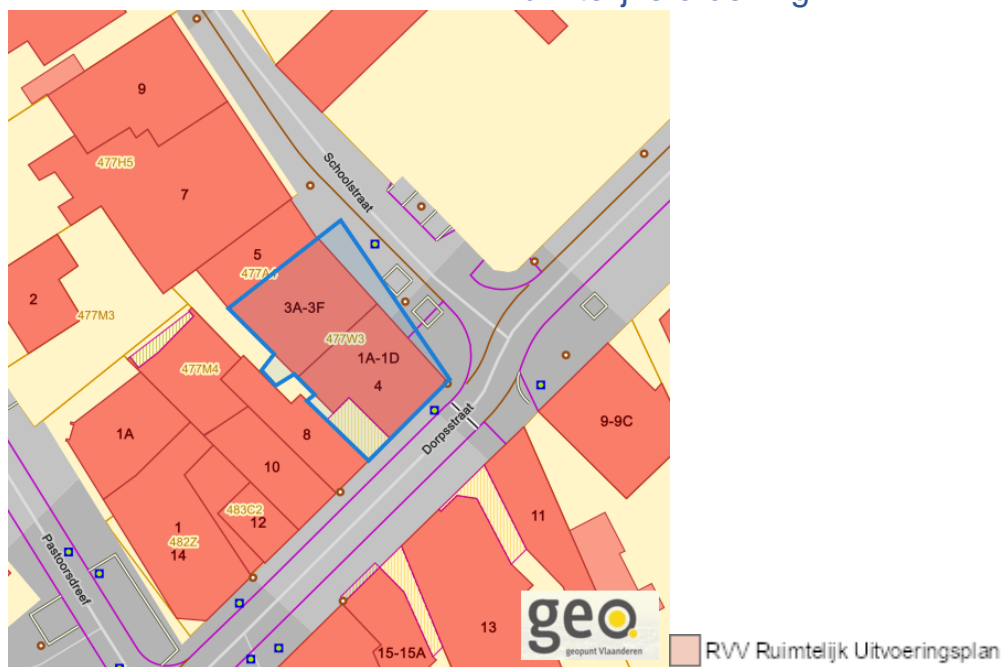 9
477H5
7
Schoolstraat
5
2
477M3
3A-3F
477W3
1A-1D
477M4
4
1A
8
Dorpsstraat
9-9C
10
483C2
12
1
482Z
14
11
Pastoorsdreef
13
15-15A
geo
geopunt Vlaanderen
RVV Ruimtelijk Uitvoeringsplan